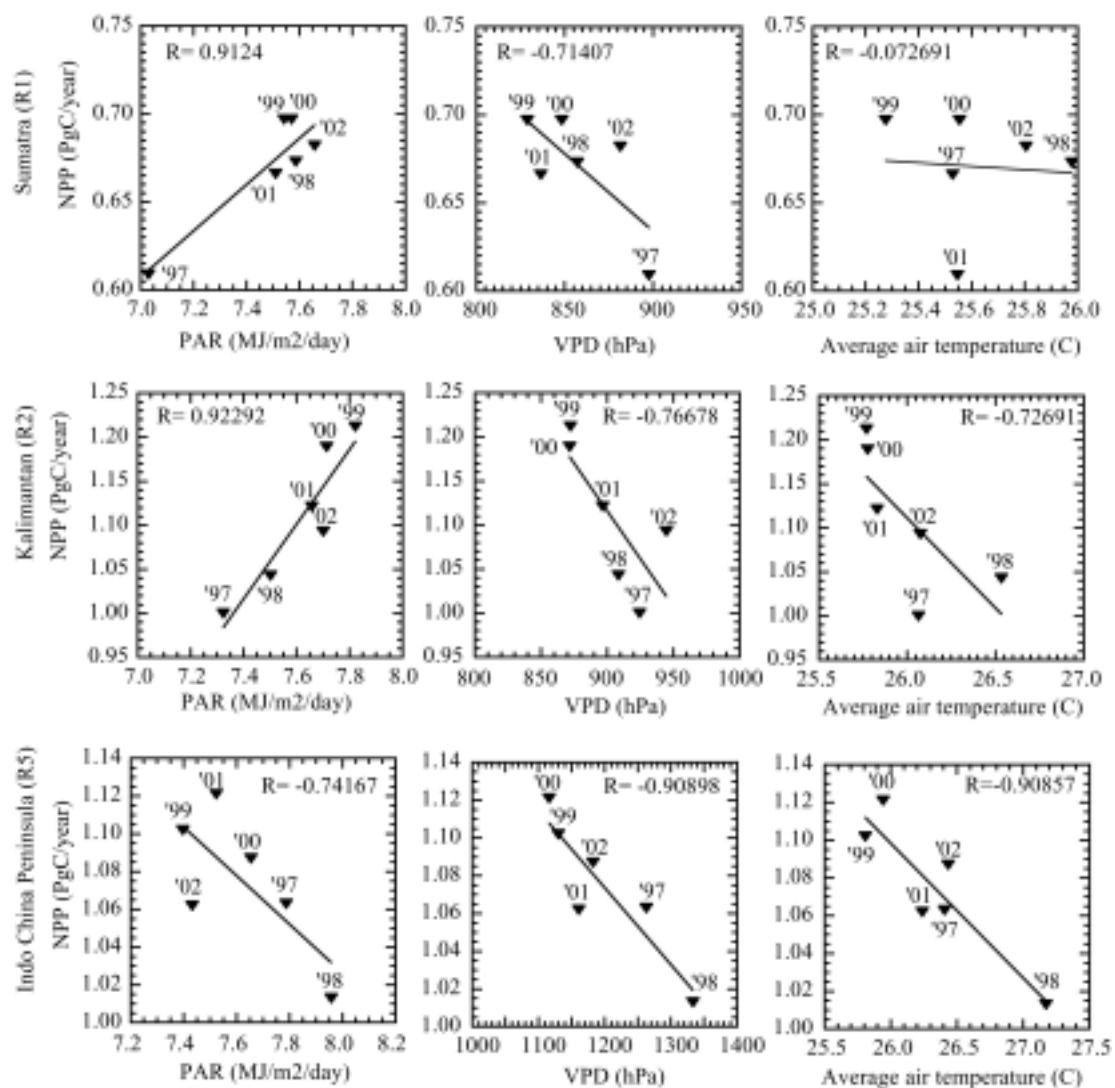 Sumatra (R1)
NPP (PgC/year)
0.75
0.70
0.65
0.60
R= 0.9124
'99 '00
'02
'01 '98
'97
7.0 7.2 7.4 7.6 7.8 8.0
PAR (MJ/m2/day)
0.75
0.70
0.65
0.60
R= -0.71407
'99 '00
'02
'98
'01
'97
800 850 900 950
VPD (hPa)
0.75
0.70
0.65
0.60
R= -0.072691
'99 '00
'02 '98
'97
'01
25.0 25.2 25.4 25.6 25.8 26.0
Average air temperature (C)
Kalimantan (R2)
NPP (PgC/year)
1.25
1.20
1.15
1.10
1.05
1.00
0.95
R= 0.92292
'99
'00
'01
'02
'97 '98
7.0 7.2 7.4 7.6 7.8 8.0
PAR (MJ/m2/day)
1.25
1.20
1.15
1.10
1.05
1.00
0.95
'99 R= -0.76678
'00
'01
'02
'98
'97
800 850 900 950 1000
VPD (hPa)
1.25
1.20
1.15
1.10
1.05
1.00
0.95
'99 R= -0.72691
'00
'01 '02
'98
'97
25.5 26.0 26.5 27.0
Average air temperature (C)
Indo China Peninsula (R5)
NPP (PgC/year)
1.14
1.12
1.10
1.08
1.06
1.04
1.02
1.00
'01 R= -0.74167
'99
'00
'02 '97
'98
7.2 7.4 7.6 7.8 8.0 8.2
PAR (MJ/m2/day)
1.14
1.12
1.10
1.08
1.06
1.04
1.02
1.00
'00 R= -0.90898
'99
'02
'01 '97
'98
1000 1100 1200 1300 1400
VPD (hPa)
1.14
1.12
1.10
1.08
1.06
1.04
1.02
1.00
'00 R=-0.90857
'99
'02
'01
'97
'98
25.5 26.0 26.5 27.0 27.5
Average air temperature (C)